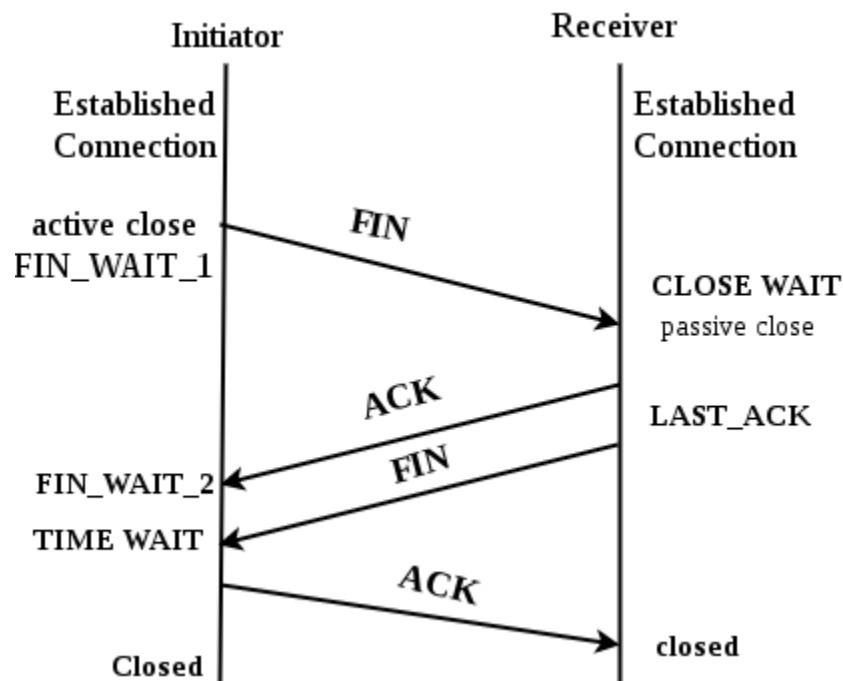 Initiator
Receiver
Established
Connection
Established
Connection
active close
FIN_WAIT_1
FIN
CLOSE WAIT
passive close
ACK
LAST_ACK
FIN
FIN_WAIT_2
TIME WAIT
ACK
closed
Closed